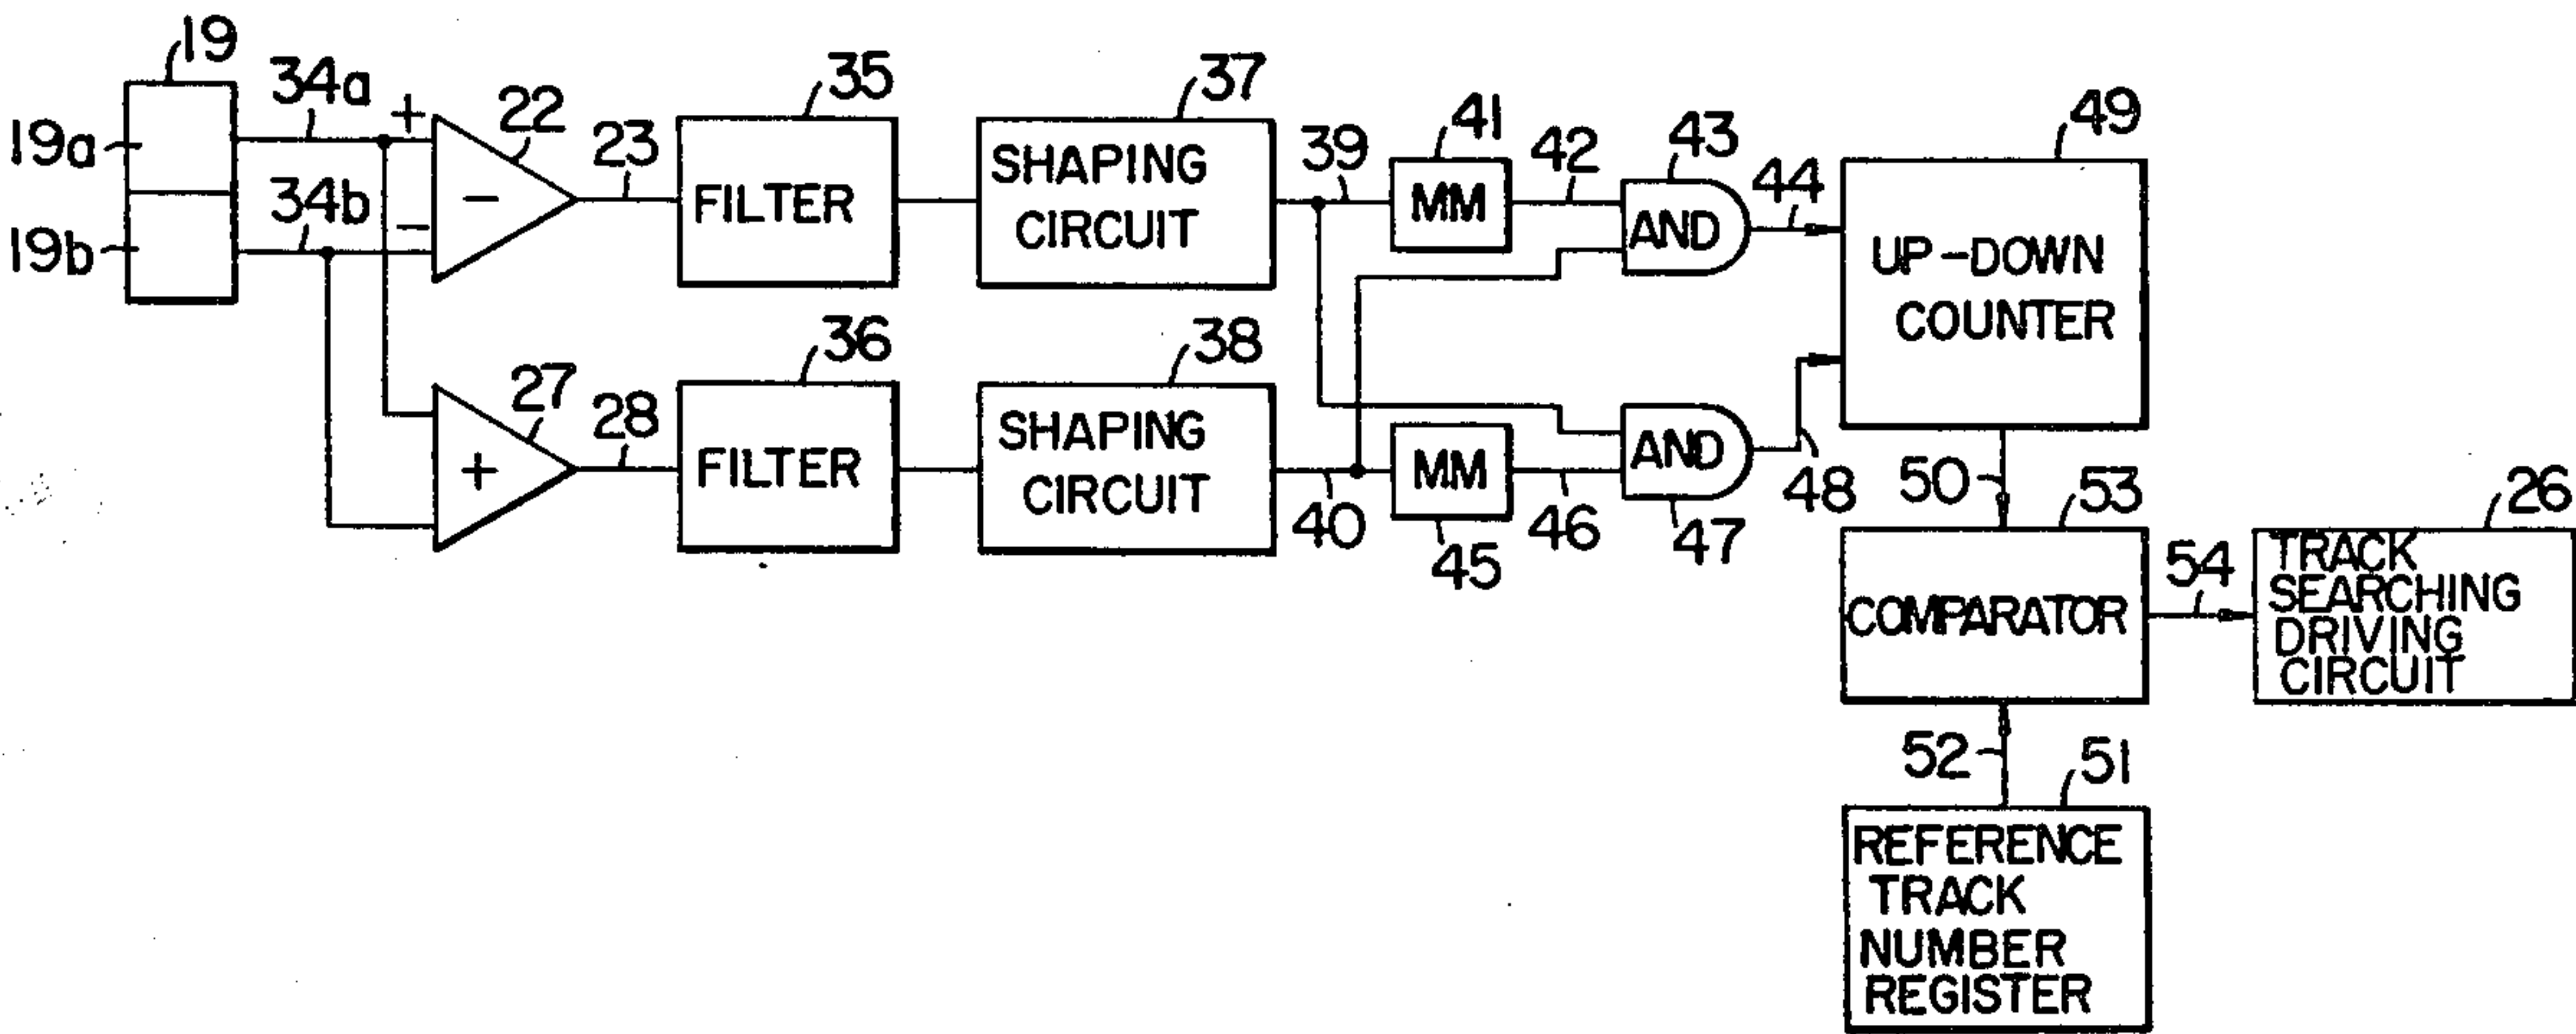 19
34a
+
22
35
37
41
43
49
19a
23
39
42
44
FILTER
SHAPING
CIRCUIT
MM
AND
UP-DOWN
COUNTER
34b
−
−
19b
36
38
27
28
+
FILTER
SHAPING
CIRCUIT
MM
AND
40
45
46
47
48
50
53
26
COMPARATOR
54
TRACK
SEARCHING
DRIVING
CIRCUIT
52
51
REFERENCE
TRACK
NUMBER
REGISTER